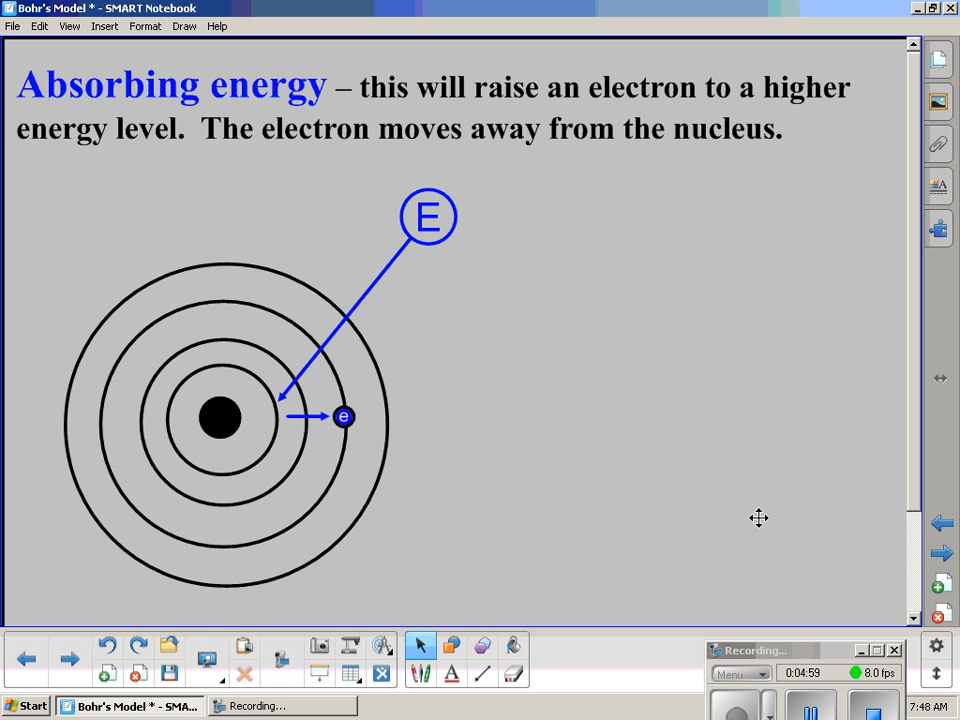 Bohr's Model * - SMART Notebook
File Edit View Insert Format Draw Help
Absorbing energy – this will raise an electron to a higher
energy level. The electron moves away from the nucleus.
E
e
Recording...
Menu 0:04:59 8.0 fps
Start Bohr's Model * - SMA... Recording... 7:48 AM